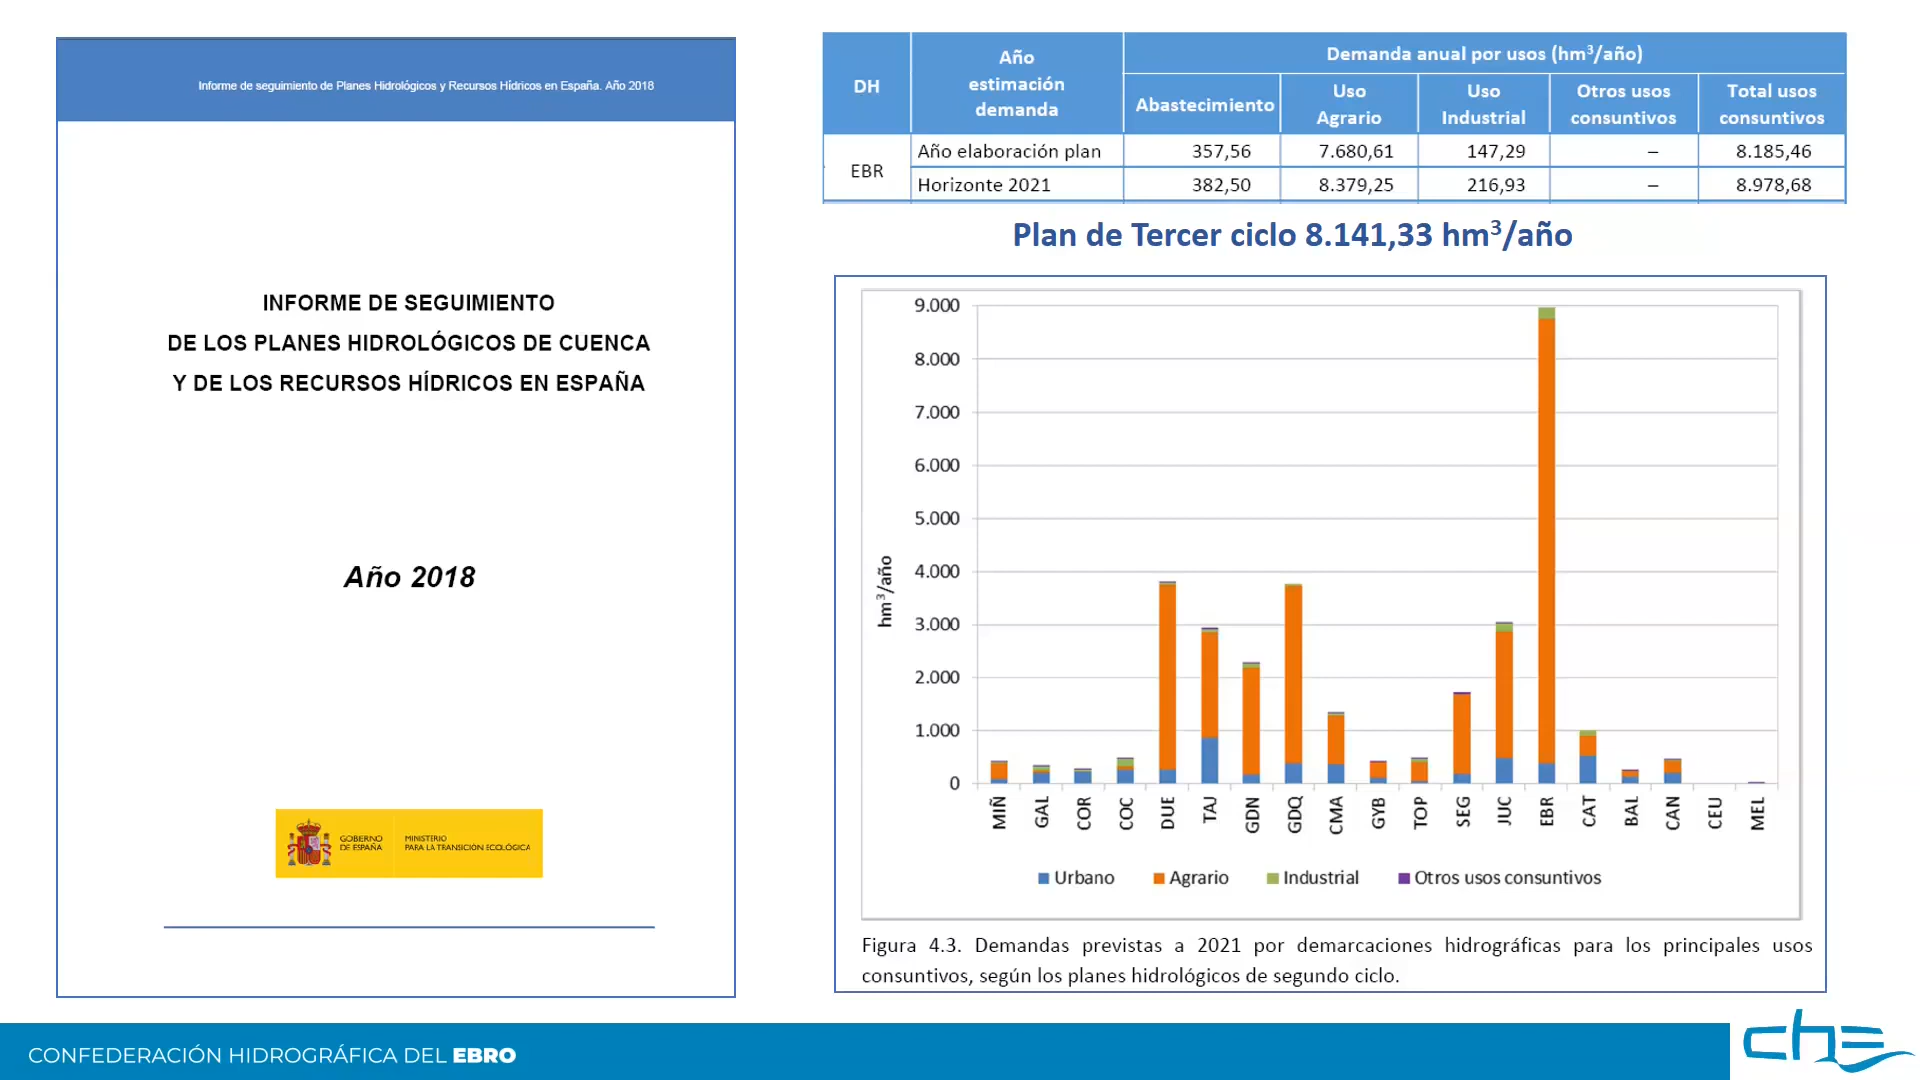 Informe de seguimiento de Planes Hidrológicos y Recursos Hídricos en España. Año 2018
INFORME DE SEGUIMIENTO
DE LOS PLANES HIDROLÓGICOS DE CUENCA
Y DE LOS RECURSOS HÍDRICOS EN ESPAÑA
Año 2018
GOBIERNO DE ESPAÑA
MINISTERIO PARA LA TRANSICIÓN ECOLÓGICA
DH
Año estimación demanda
Demanda anual por usos (hm³/año)
Abastecimiento
Uso Agrario
Uso Industrial
Otros usos consuntivos
Total usos consuntivos
EBR
Año elaboración plan 357,56 7.680,61 147,29 – 8.185,46
Horizonte 2021 382,50 8.379,25 216,93 – 8.978,68
Plan de Tercer ciclo 8.141,33 hm³/año
9.000
8.000
7.000
6.000
5.000
4.000
3.000
2.000
1.000
0
hm³/año
MIÑ GAL COR COC DUE TAJ GDN GDQ CMA GYB TOP SEG JUC EBR CAT BAL CAN CEU MEL
Urbano Agrario Industrial Otros usos consuntivos
Figura 4.3. Demandas previstas a 2021 por demarcaciones hidrográficas para los principales usos
consuntivos, según los planes hidrológicos de segundo ciclo.
CONFEDERACIÓN HIDROGRÁFICA DEL EBRO
che